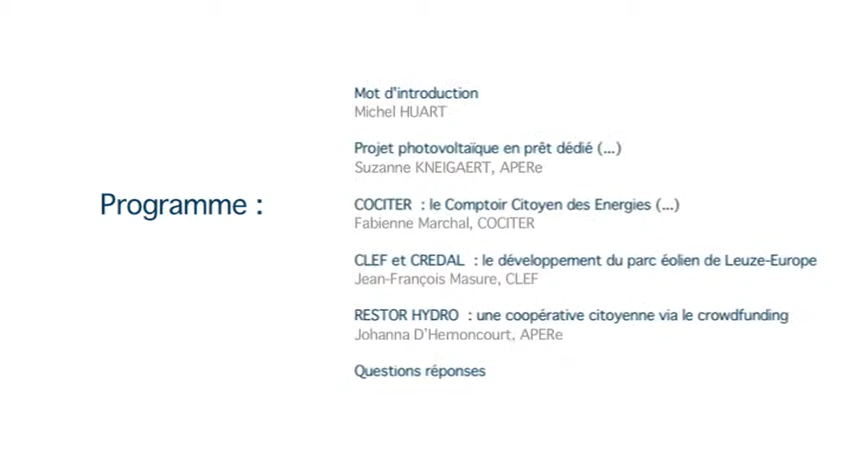 Programme :
Mot d'introduction
Michel HUART
Projet photovoltaïque en prêt dédié (...)
Suzanne KNEIGAERT, APERe
COCITER : le Comptoir Citoyen des Energies (...)
Fabienne Marchal, COCITER
CLEF et CREDAL : le développement du parc éolien de Leuze-Europe
Jean-François Masure, CLEF
RESTOR HYDRO : une coopérative citoyenne via le crowdfunding
Johanna D'Hernoncourt, APERe
Questions réponses